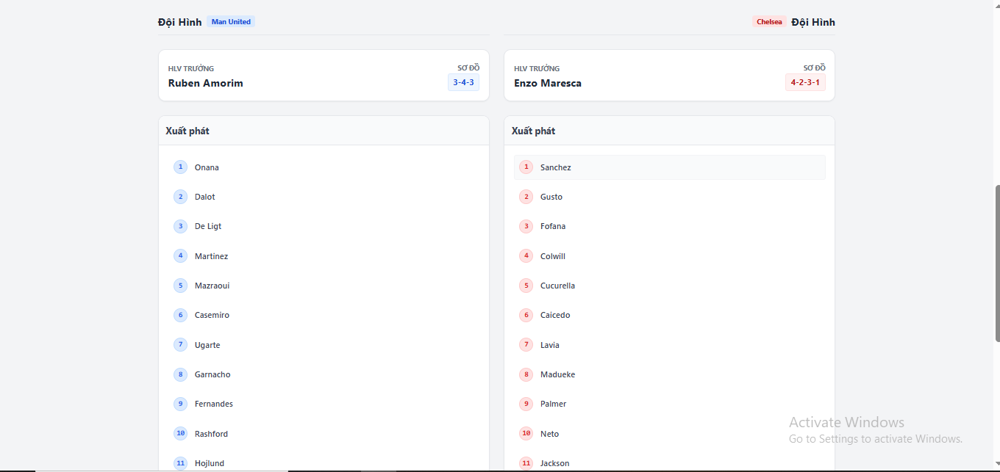 Đội Hình Man United
HLV TRƯỞNG SƠ ĐỒ
Ruben Amorim 3-4-3
Xuất phát
1 Onana
2 Dalot
3 De Ligt
4 Martinez
5 Mazraoui
6 Casemiro
7 Ugarte
8 Garnacho
9 Fernandes
10 Rashford
11 Hojlund
Chelsea Đội Hình
HLV TRƯỞNG SƠ ĐỒ
Enzo Maresca 4-2-3-1
Xuất phát
1 Sanchez
2 Gusto
3 Fofana
4 Colwill
5 Cucurella
6 Caicedo
7 Lavia
8 Madueke
9 Palmer
10 Neto
11 Jackson
Activate Windows
Go to Settings to activate Windows.